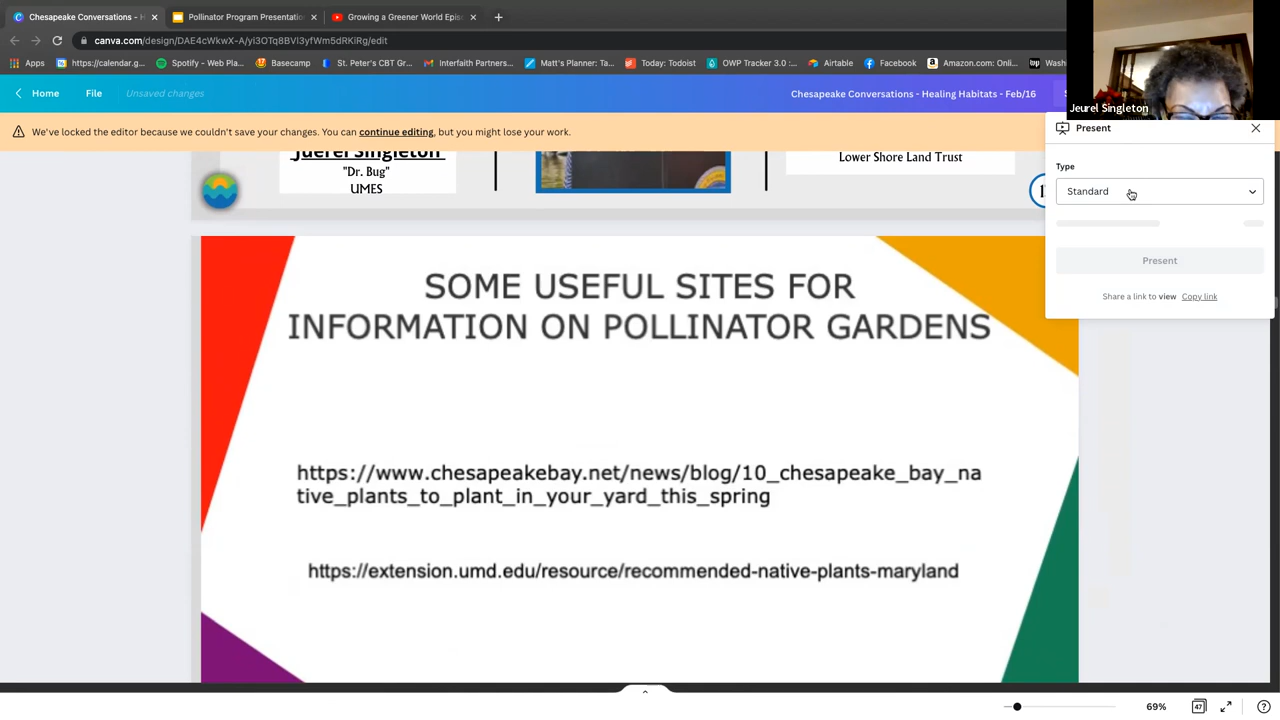 Chesapeake Conversations - H
Pollinator Program Presentatio
Growing a Greener World Epis
canva.com/design/DAE4cWkwX-A/yi3OTq8BVl3yfWm5dRKiRg/edit
Apps
https://calendar.g...
Spotify - Web Pla...
Basecamp
St. Peter's CBT Gr...
Interfaith Partners...
Matt's Planner: Ta...
Today: Todoist
OWP Tracker 3.0:...
Airtable
Facebook
Amazon.com: Onli...
Wash
Home
File
Unsaved changes
Chesapeake Conversations - Healing Habitats - Feb/16
Jeurel Singleton
We've locked the editor because we couldn't save your changes. You can continue editing, but you might lose your work.
Present
Juerel Singleton
"Dr. Bug"
UMES
Lower Shore Land Trust
Type
Standard
Present
Share a link to view Copy link
SOME USEFUL SITES FOR
INFORMATION ON POLLINATOR GARDENS
https://www.chesapeakebay.net/news/blog/10_chesapeake_bay_na
tive_plants_to_plant_in_your_yard_this_spring
https://extension.umd.edu/resource/recommended-native-plants-maryland
69%
47